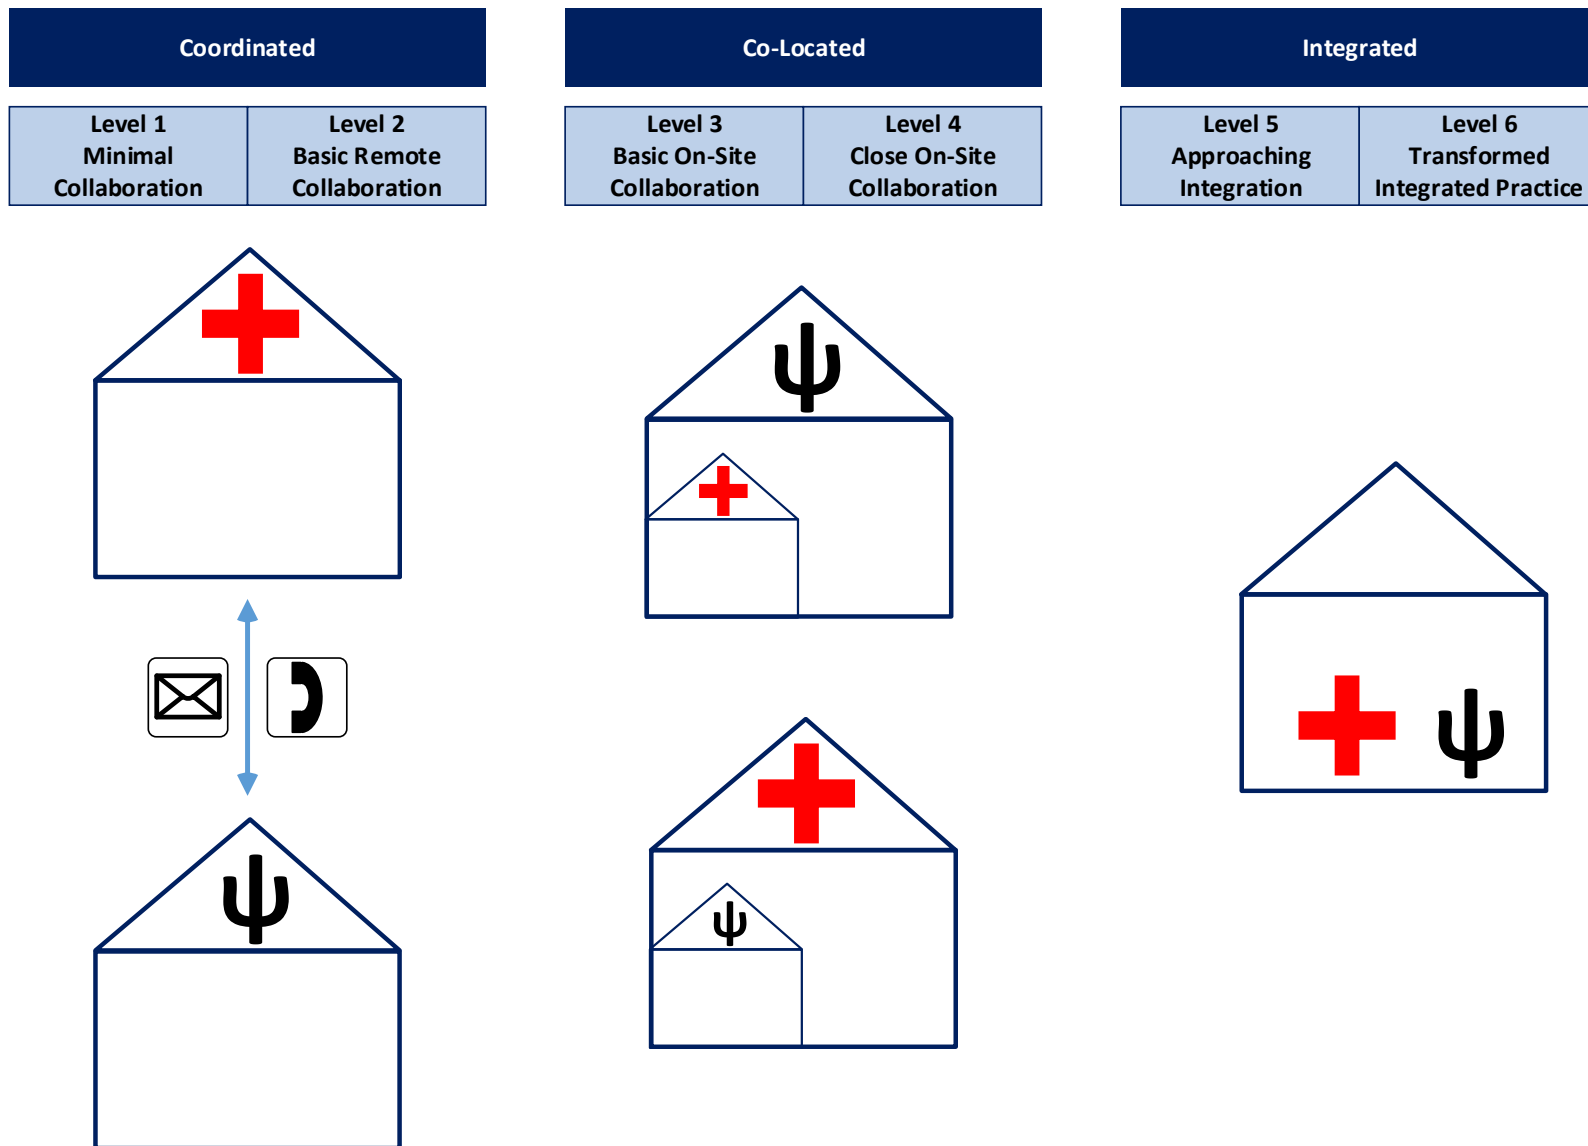 Coordinated
Co-Located
Integrated
Level 1
Minimal
Collaboration
Level 2
Basic Remote
Collaboration
Level 3
Basic On-Site
Collaboration
Level 4
Close On-Site
Collaboration
Level 5
Approaching
Integration
Level 6
Transformed
Integrated Practice
ψ
ψ
ψ
ψ